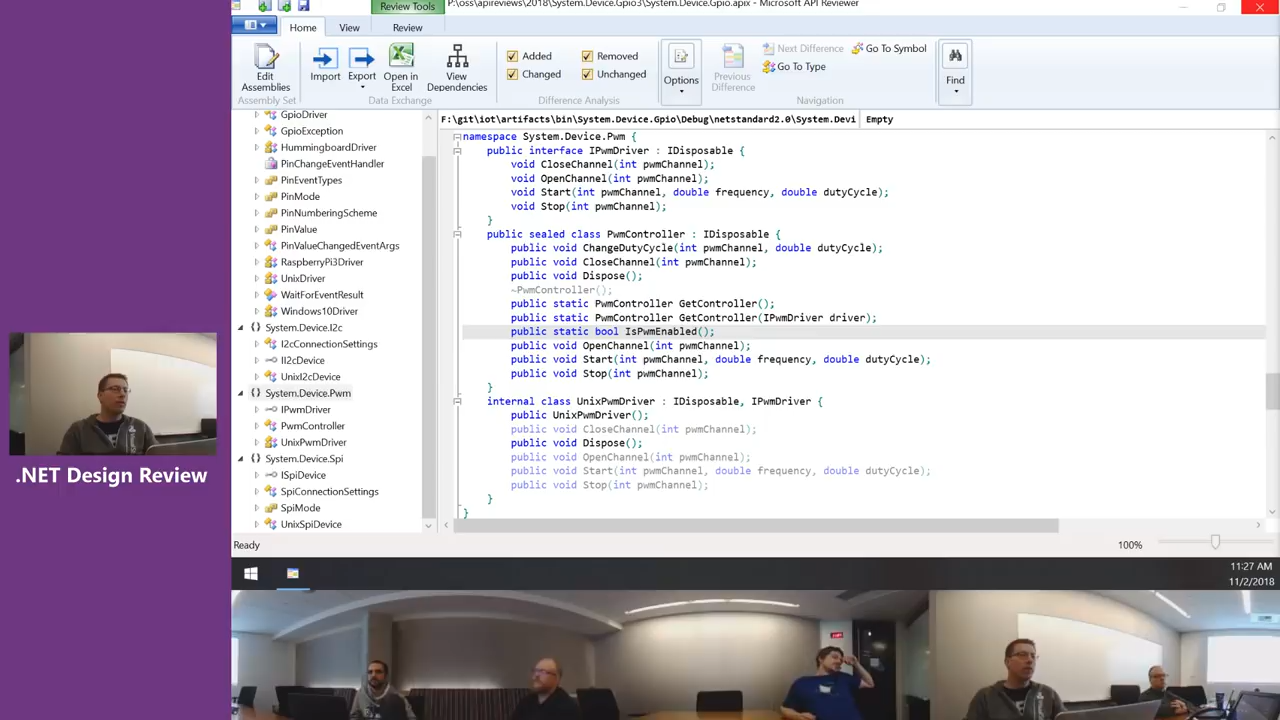 Review Tools
P:\oss\apireviews\2018\System.Device.Gpio3\System.Device.Gpio.apix - Microsoft API Reviewer
Home
View
Review
Edit Assemblies
Import
Export
Open in Excel
View Dependencies
Added
Removed
Changed
Unchanged
Options
Previous Difference
Next Difference
Go To Symbol
Go To Type
Find
Assembly Set
Data Exchange
Difference Analysis
Navigation
GpioDriver
GpioException
HummingboardDriver
PinChangeEventHandler
PinEventTypes
PinMode
PinNumberingScheme
PinValue
PinValueChangedEventArgs
RaspberryPi3Driver
UnixDriver
WaitForEventResult
Windows10Driver
System.Device.I2c
I2cConnectionSettings
II2cDevice
UnixI2cDevice
System.Device.Pwm
IPwmDriver
PwmController
UnixPwmDriver
System.Device.Spi
ISpiDevice
SpiConnectionSettings
SpiMode
UnixSpiDevice
F:\git\iot\artifacts\bin\System.Device.Gpio\Debug\netstandard2.0\System.Devi
Empty
namespace System.Device.Pwm {
public interface IPwmDriver : IDisposable {
void CloseChannel(int pwmChannel);
void OpenChannel(int pwmChannel);
void Start(int pwmChannel, double frequency, double dutyCycle);
void Stop(int pwmChannel);
}
public sealed class PwmController : IDisposable {
public void ChangeDutyCycle(int pwmChannel, double dutyCycle);
public void CloseChannel(int pwmChannel);
public void Dispose();
~PwmController();
public static PwmController GetController();
public static PwmController GetController(IPwmDriver driver);
public static bool IsPwmEnabled();
public void OpenChannel(int pwmChannel);
public void Start(int pwmChannel, double frequency, double dutyCycle);
public void Stop(int pwmChannel);
}
internal class UnixPwmDriver : IDisposable, IPwmDriver {
public UnixPwmDriver();
public void CloseChannel(int pwmChannel);
public void Dispose();
public void OpenChannel(int pwmChannel);
public void Start(int pwmChannel, double frequency, double dutyCycle);
public void Stop(int pwmChannel);
}
}
.NET Design Review
Ready
100%
11:27 AM
11/2/2018